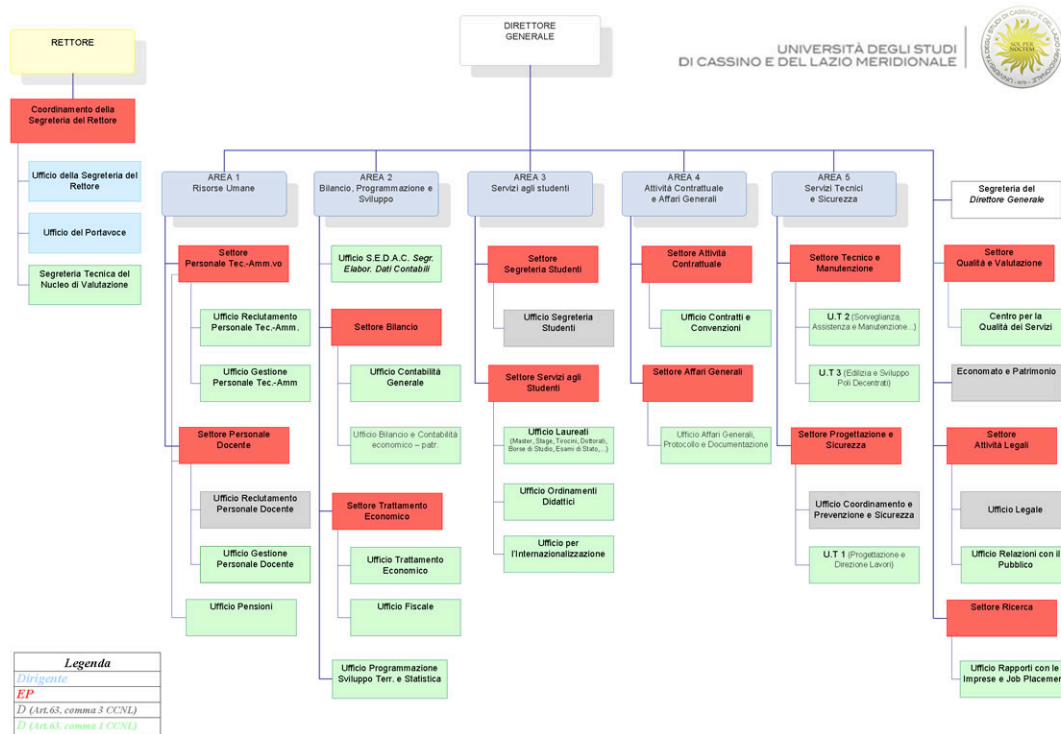 RETTORE
Coordinamento della
Segreteria del Rettore
Ufficio della Segreteria del
Rettore
Ufficio del Portavoce
Segreteria Tecnica del
Nucleo di Valutazione
DIRETTORE
GENERALE
UNIVERSITÀ DEGLI STUDI
DI CASSINO E DEL LAZIO MERIDIONALE
SOL PER
NOCTEM
AREA 1
Risorse Umane
Settore
Personale Tec.-Amm.vo
Ufficio Reclutamento
Personale Tec.-Amm.
Ufficio Gestione
Personale Tec.-Amm
Settore Personale
Docente
Ufficio Reclutamento
Personale Docente
Ufficio Gestione
Personale Docente
Ufficio Pensioni
AREA 2
Bilancio, Programmazione e
Sviluppo
Ufficio S.E.D.A.C. Segr.
Elabor. Dati Contabili
Settore Bilancio
Ufficio Contabilità
Generale
Ufficio Bilancio e Contabilità
economico – patr.
Settore Trattamento
Economico
Ufficio Trattamento
Economico
Ufficio Fiscale
Ufficio Programmazione
Sviluppo Terr. e Statistica
AREA 3
Servizi agli studenti
Settore
Segreteria Studenti
Ufficio Segreteria
Studenti
Settore Servizi agli
Studenti
Ufficio Laureati
(Master, Stage, Tirocini, Dottorati,
Borse di Studio, Esami di Stato,...)
Ufficio Ordinamenti
Didattici
Ufficio per
l'Internazionalizzazione
AREA 4
Attività Contrattuale
e Affari Generali
Settore Attività
Contrattuale
Ufficio Contratti e
Convenzioni
Settore Affari Generali
Ufficio Affari Generali,
Protocollo e Documentazione
AREA 5
Servizi Tecnici
e Sicurezza
Settore Tecnico e
Manutenzione
U.T 2 (Sorveglianza,
Assistenza e Manutenzione...)
U.T 3 (Edilizia e Sviluppo
Poli Decentrati)
Settore Progettazione e
Sicurezza
Ufficio Coordinamento e
Prevenzione e Sicurezza
U.T 1 (Progettazione e
Direzione Lavori)
Segreteria del
Direttore Generale
Settore
Qualità e Valutazione
Centro per la
Qualità dei Servizi
Economato e Patrimonio
Settore
Attività Legali
Ufficio Legale
Ufficio Relazioni con il
Pubblico
Settore Ricerca
Ufficio Rapporti con le
Imprese e Job Placemen
Legenda
Dirigente
EP
D (Art.63, comma 3 CCNL)
D (Art.63, comma 1 CCNL)